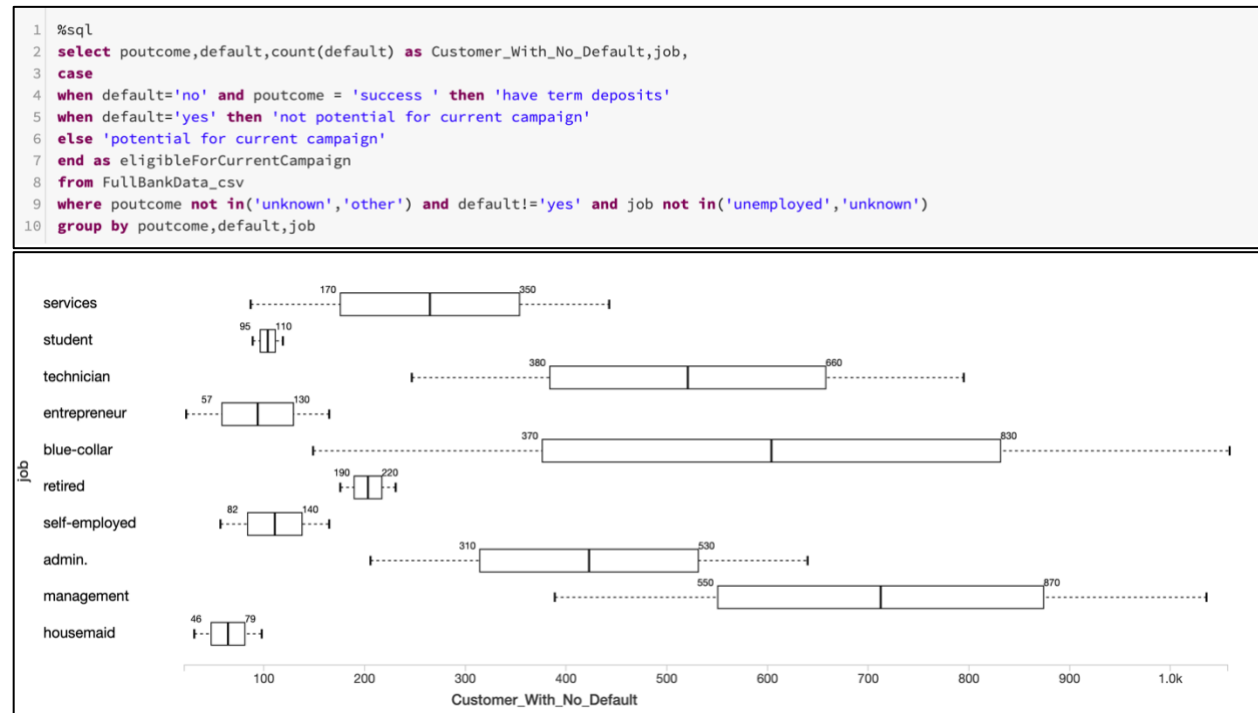 1 %sql
2 select poutcome,default,count(default) as Customer_With_No_Default,job,
3 case
4 when default='no' and poutcome = 'success ' then 'have term deposits'
5 when default='yes' then 'not potential for current campaign'
6 else 'potential for current campaign'
7 end as eligibleForCurrentCampaign
8 from FullBankData_csv
9 where poutcome not in('unknown','other') and default!='yes' and job not in('unemployed','unknown')
10 group by poutcome,default,job
services 170 350
student 95 110
technician 380 660
entrepreneur 57 130
blue-collar 370 830
job
retired 190 220
self-employed 82 140
admin. 310 530
management 550 870
housemaid 46 79
100 200 300 400 500 600 700 800 900 1.0k
Customer_With_No_Default